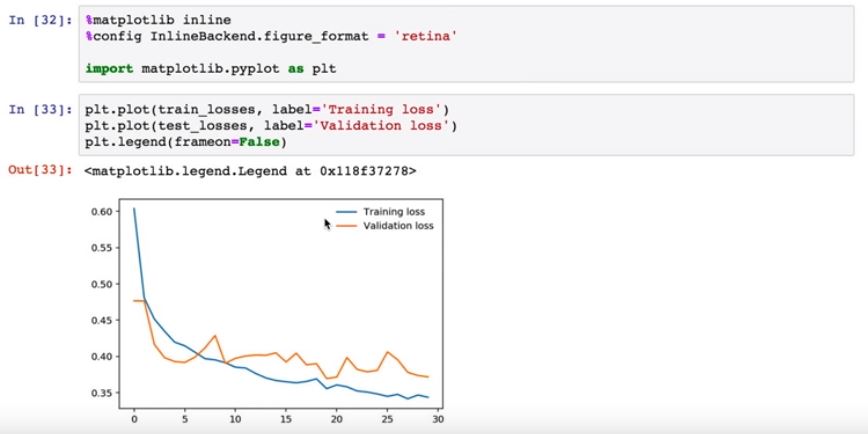 In [32]: %matplotlib inline
%config InlineBackend.figure_format = 'retina'
import matplotlib.pyplot as plt
In [33]: plt.plot(train_losses, label='Training loss')
plt.plot(test_losses, label='Validation loss')
plt.legend(frameon=False)
Out[33]: <matplotlib.legend.Legend at 0x118f37278>
Training loss
Validation loss
0.60
0.55
0.50
0.45
0.40
0.35
0 5 10 15 20 25 30